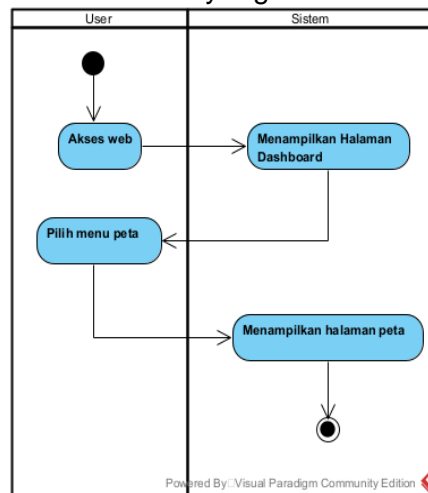 User
Sistem
Akses web
Menampilkan Halaman
Dashboard
Pilih menu peta
Menampilkan halaman peta
Powered By Visual Paradigm Community Edition